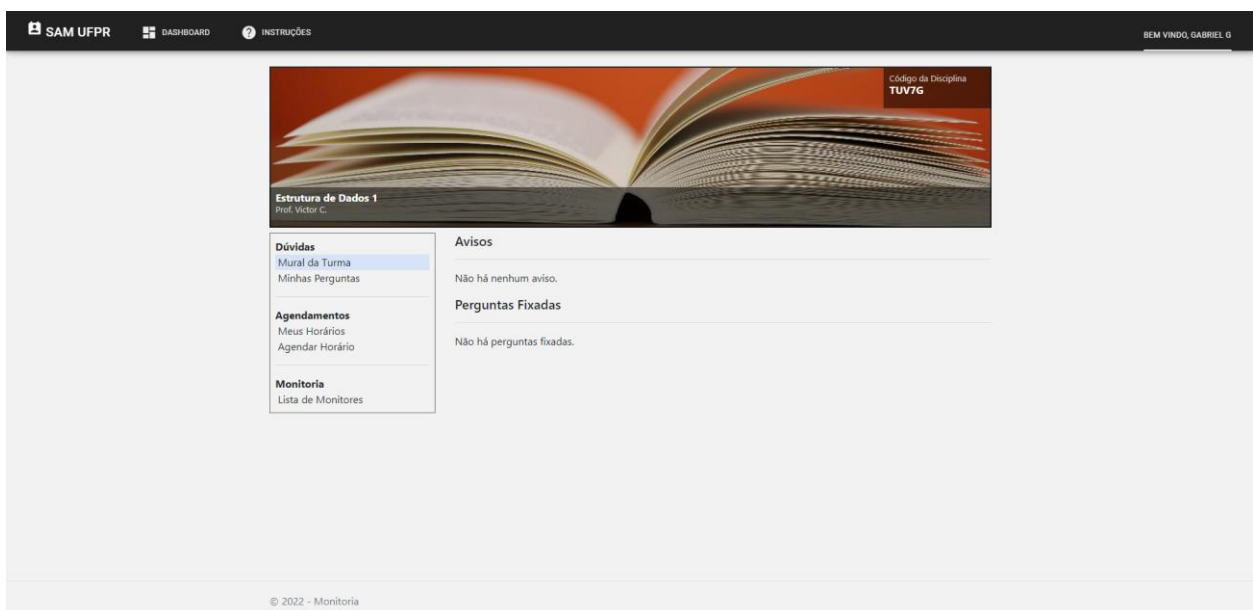 SAM UFPR
DASHBOARD
INSTRUÇÕES
BEM VINDO, GABRIEL G
Código da Disciplina
TUV7G
Estrutura de Dados 1
Prof. Victor C.
Dúvidas
Mural da Turma
Minhas Perguntas
Agendamentos
Meus Horários
Agendar Horário
Monitoria
Lista de Monitores
Avisos
Não há nenhum aviso.
Perguntas Fixadas
Não há perguntas fixadas.
© 2022 - Monitoria